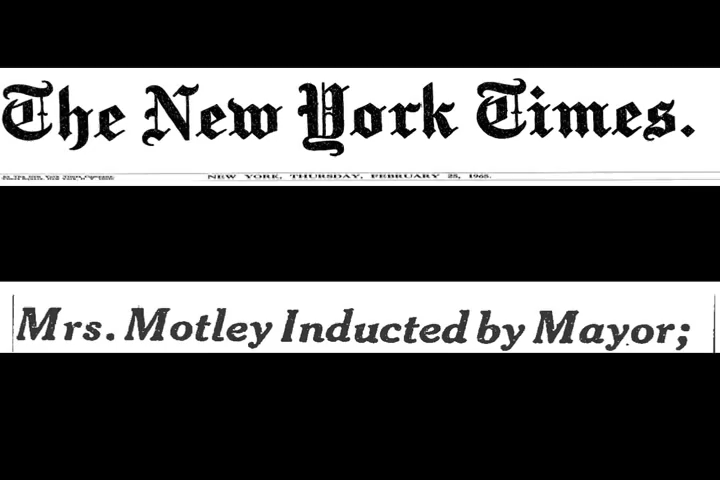 The New York Times.
NEW YORK, THURSDAY, FEBRUARY 25, 1965.
Mrs. Motley Inducted by Mayor;